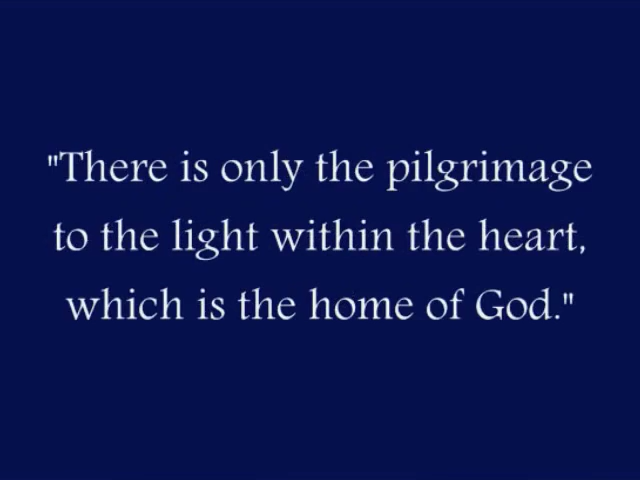 "There is only the pilgrimage
to the light within the heart,
which is the home of God."